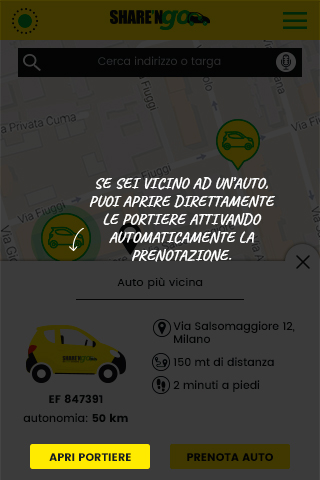 SHARE'NGO
Cerca indirizzo o targa
Via Fiuggi
a Privata Cuma
Via Fiuggi
SE SEI VICINO AD UN'AUTO,
PUOI APRIRE DIRETTAMENTE
LE PORTIERE ATTIVANDO
AUTOMATICAMENTE LA
PRENOTAZIONE.
Auto più vicina
SHARE'NGO
Via Salsomaggiore 12,
Milano
150 mt di distanza
2 minuti a piedi
EF 847391
autonomia: 50 km
APRI PORTIERE
PRENOTA AUTO